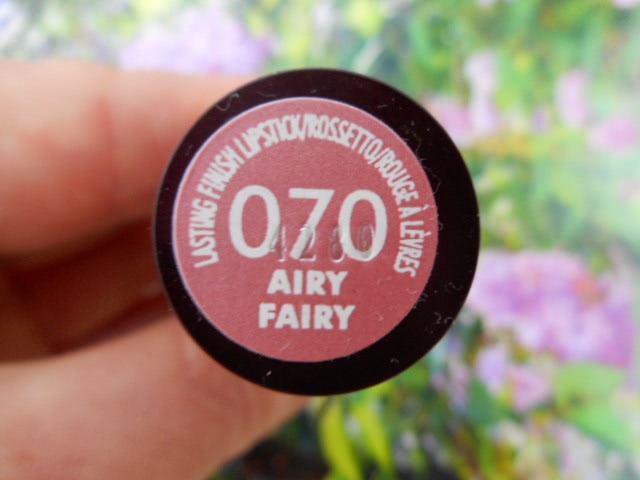 LASTING FINISH LIPSTICK/ROSSETTO/ROUGE À LÈVRES
070
AIRY
FAIRY